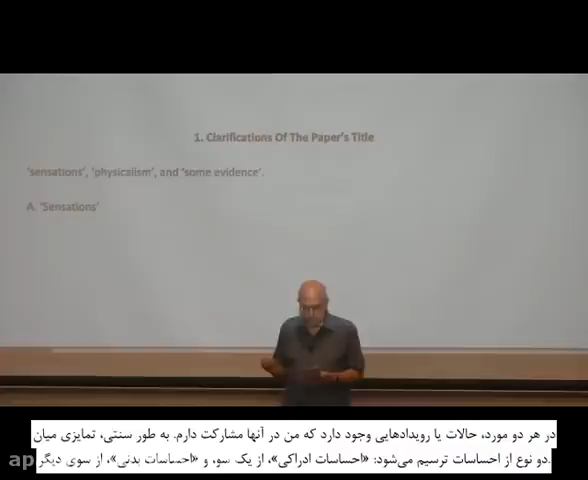 1. Clarifications Of The Paper's Title
'sensations', 'physicalism', and 'some evidence'.
A. 'Sensations'
در هر دو مورد، حالات یا رویدادهایی وجود دارد که من در آنها مشارکت دارم. به طور سنتی، تمایزی میان
دو نوع از احساسات ترسیم می‌شود: «احساسات ادراکی»، از یک سو، و «احساسات بدنی»، از سوی دیگر.
ap